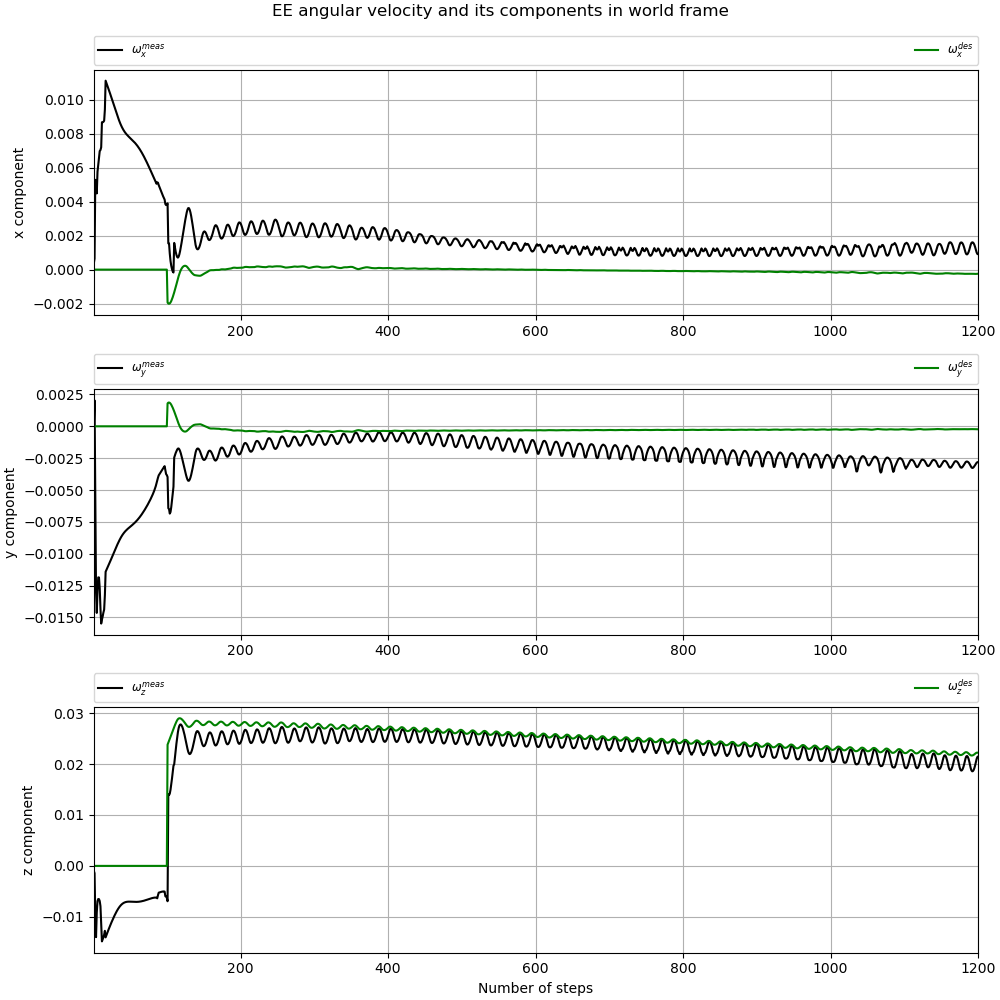 EE angular velocity and its components in world frame
ω_x^meas ω_x^des
0.010
0.008
0.006
0.004
0.002
0.000
−0.002
x component
200 400 600 800 1000 1200
ω_y^meas ω_y^des
0.0025
0.0000
−0.0025
−0.0050
−0.0075
−0.0100
−0.0125
−0.0150
y component
200 400 600 800 1000 1200
ω_z^meas ω_z^des
0.03
0.02
0.01
0.00
−0.01
z component
200 400 600 800 1000 1200
Number of steps